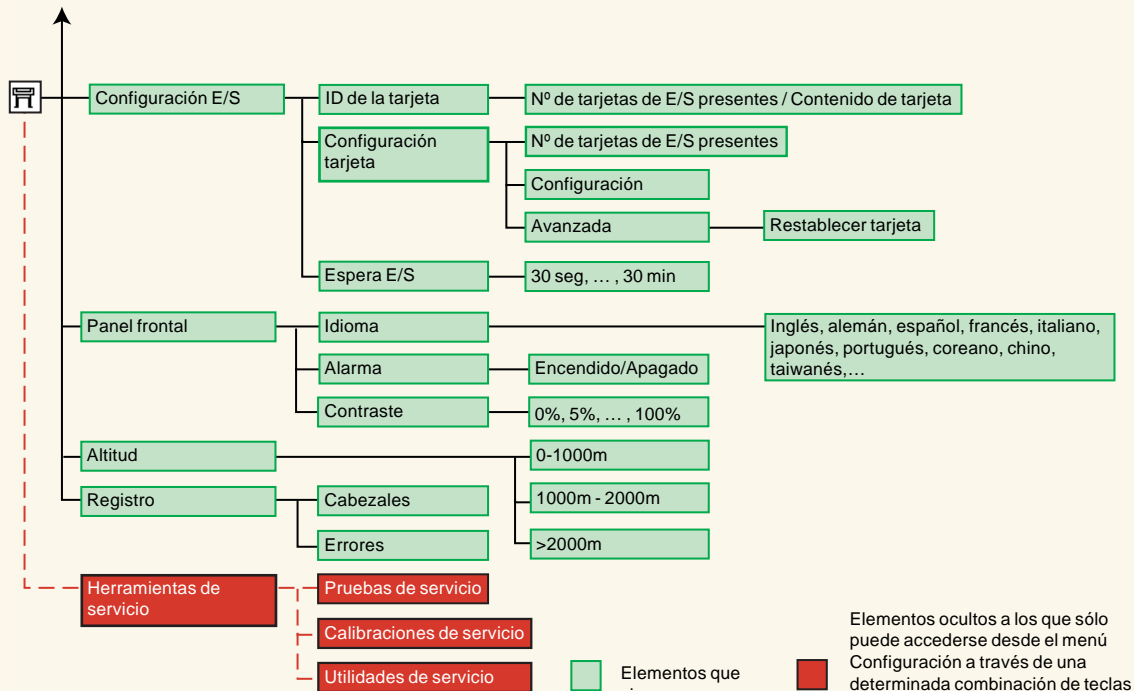 Configuración E/S
ID de la tarjeta
Nº de tarjetas de E/S presentes / Contenido de tarjeta
Configuración
tarjeta
Nº de tarjetas de E/S presentes
Configuración
Avanzada
Restablecer tarjeta
Espera E/S
30 seg, … , 30 min
Panel frontal
Idioma
Inglés, alemán, español, francés, italiano,
japonés, portugués, coreano, chino,
taiwanés,…
Alarma
Encendido/Apagado
Contraste
0%, 5%, … , 100%
Altitud
0-1000m
1000m - 2000m
>2000m
Registro
Cabezales
Errores
Herramientas de
servicio
Pruebas de servicio
Calibraciones de servicio
Utilidades de servicio
Elementos que
Elementos ocultos a los que sólo
puede accederse desde el menú
Configuración a través de una
determinada combinación de teclas